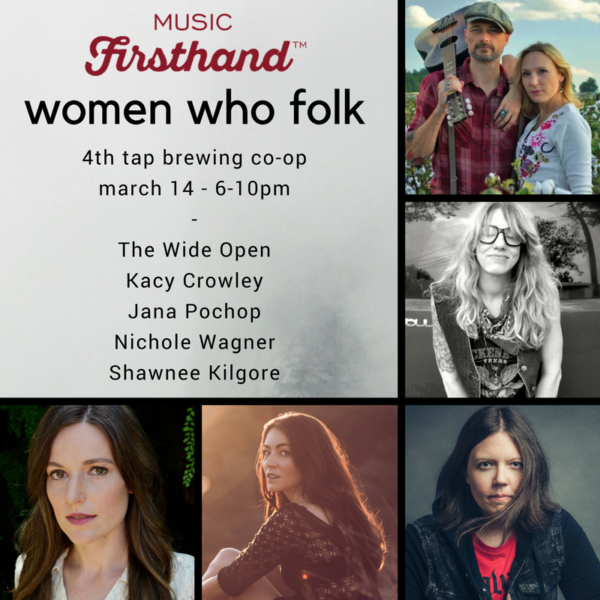 MUSIC
Firsthand™
women who folk
4th tap brewing co-op
march 14 - 6-10pm
-
The Wide Open
Kacy Crowley
Jana Pochop
Nichole Wagner
Shawnee Kilgore
TEXAS